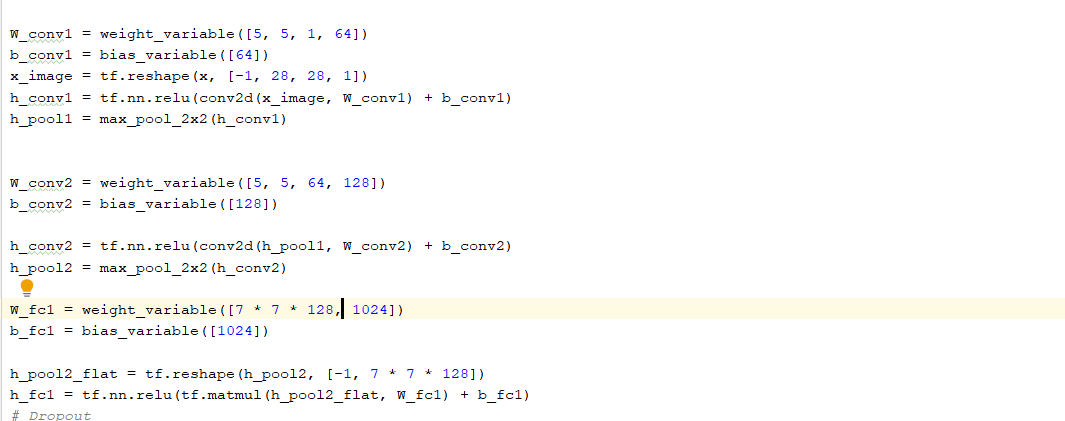 W_conv1 = weight_variable([5, 5, 1, 64])
b_conv1 = bias_variable([64])
x_image = tf.reshape(x, [-1, 28, 28, 1])
h_conv1 = tf.nn.relu(conv2d(x_image, W_conv1) + b_conv1)
h_pool1 = max_pool_2x2(h_conv1)
W_conv2 = weight_variable([5, 5, 64, 128])
b_conv2 = bias_variable([128])
h_conv2 = tf.nn.relu(conv2d(h_pool1, W_conv2) + b_conv2)
h_pool2 = max_pool_2x2(h_conv2)
W_fc1 = weight_variable([7 * 7 * 128, 1024])
b_fc1 = bias_variable([1024])
h_pool2_flat = tf.reshape(h_pool2, [-1, 7 * 7 * 128])
h_fc1 = tf.nn.relu(tf.matmul(h_pool2_flat, W_fc1) + b_fc1)
# Dropout